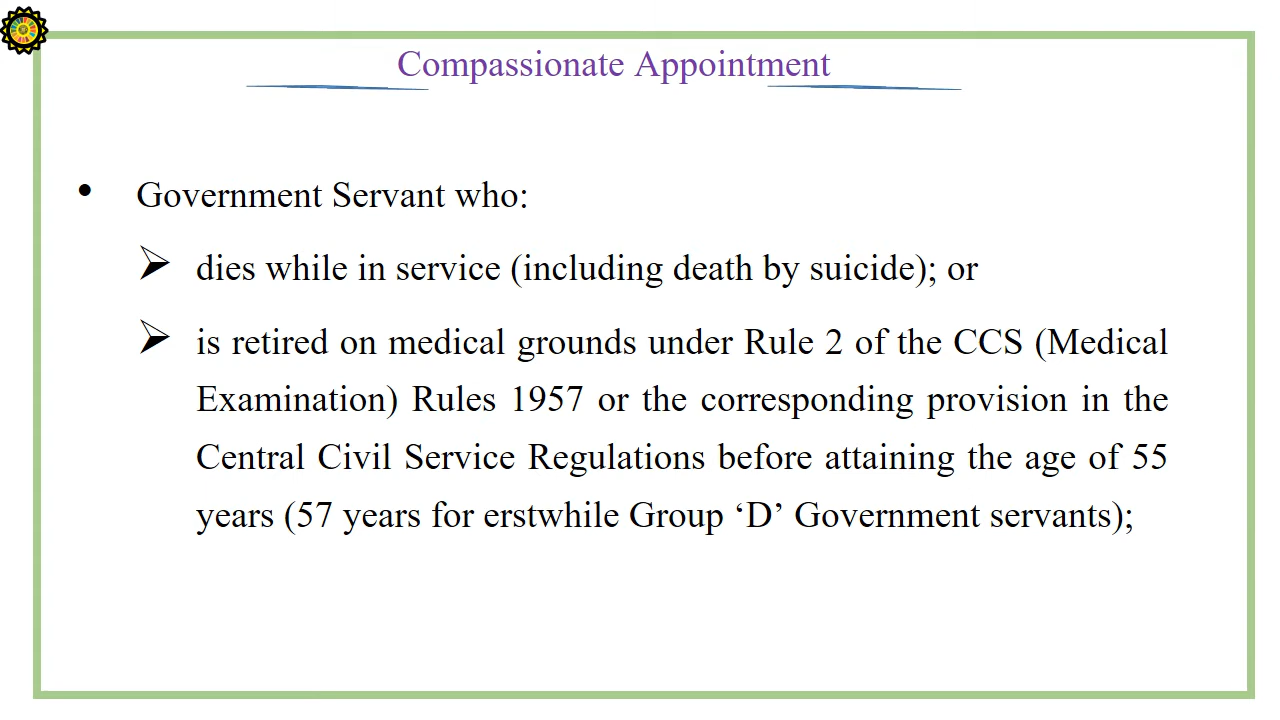 Compassionate Appointment
• Government Servant who:
➢ dies while in service (including death by suicide); or
➢ is retired on medical grounds under Rule 2 of the CCS (Medical
Examination) Rules 1957 or the corresponding provision in the
Central Civil Service Regulations before attaining the age of 55
years (57 years for erstwhile Group ‘D’ Government servants);